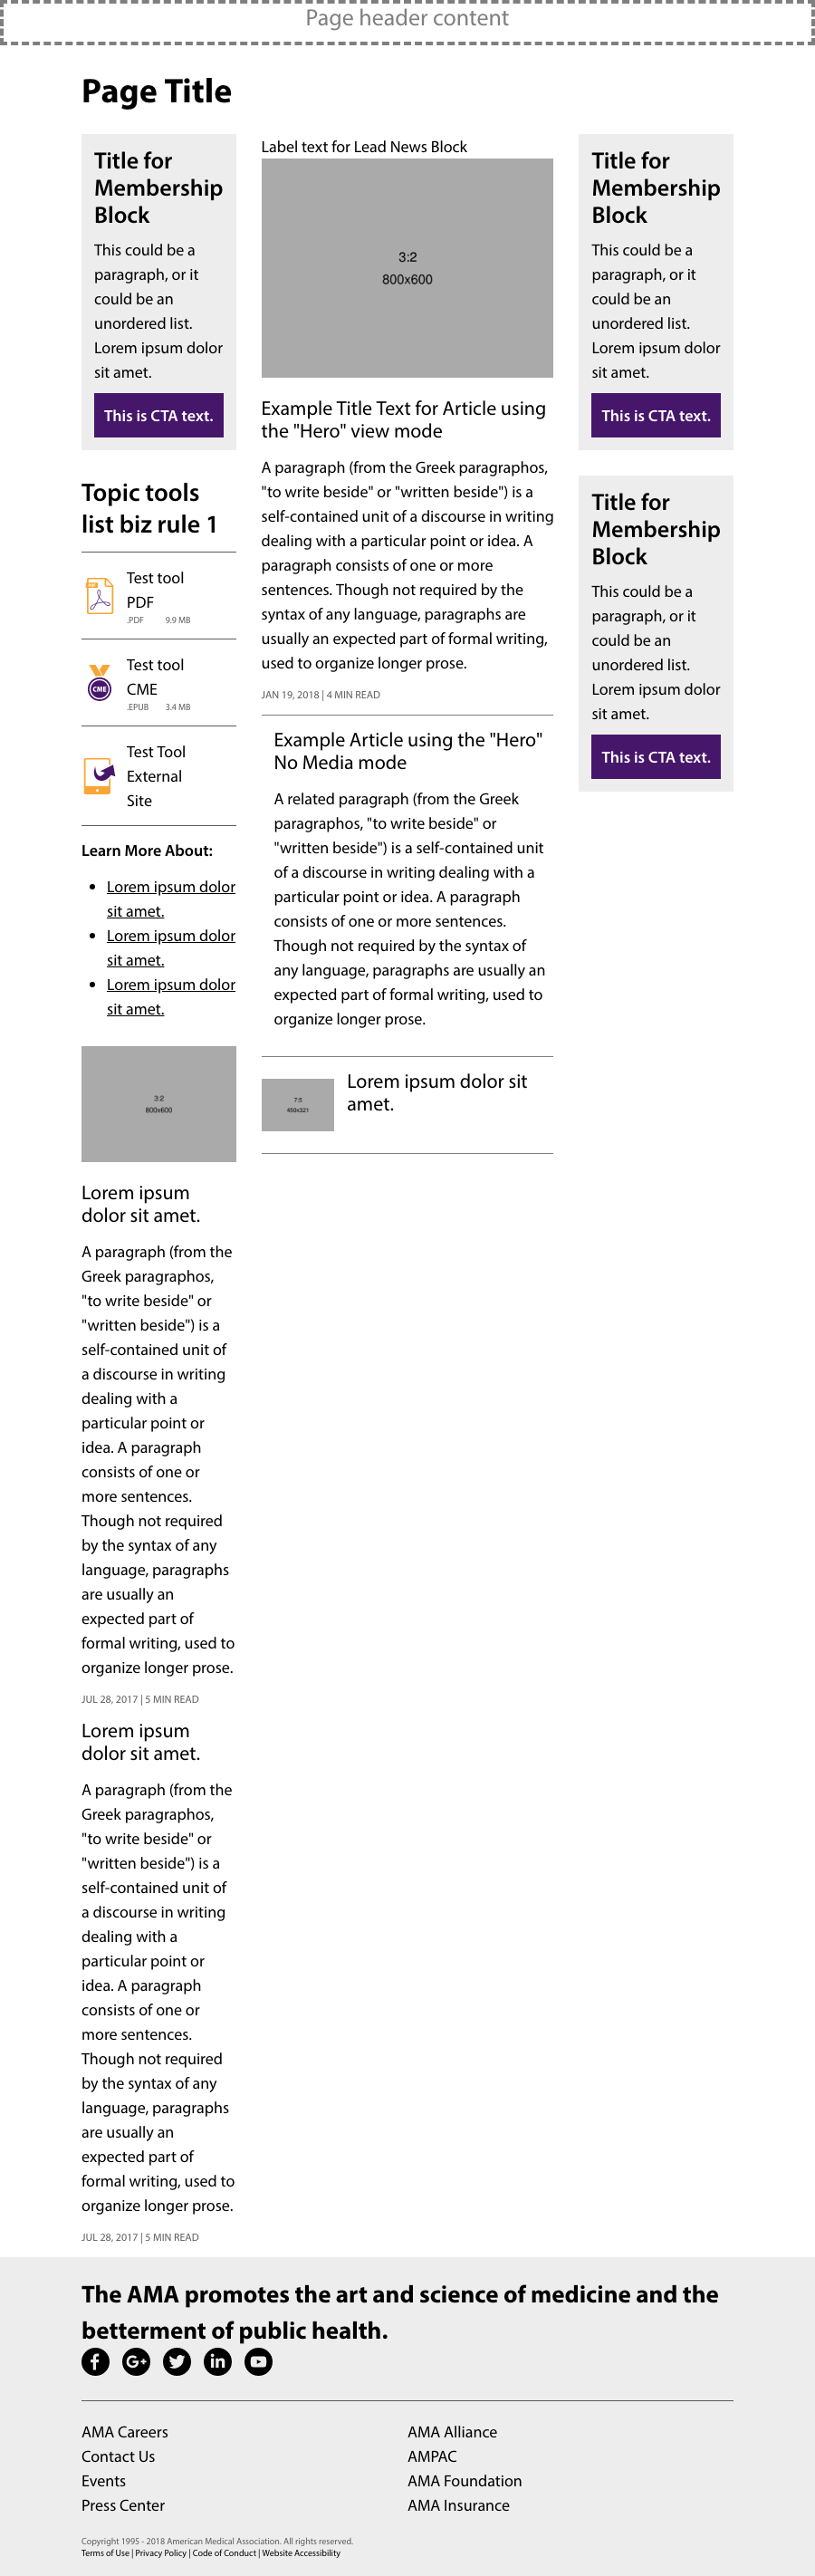 Page header content
Page Title
Title for
Membership
Block
This could be a
paragraph, or it
could be an
unordered list.
Lorem ipsum dolor
sit amet.
This is CTA text.
Topic tools
list biz rule 1
Test tool
PDF
.PDF 9.9 MB
CME
Test tool
CME
.EPUB 3.4 MB
Test Tool
External
Site
Learn More About:
Lorem ipsum dolor
sit amet.
Lorem ipsum dolor
sit amet.
Lorem ipsum dolor
sit amet.
3:2
800x600
Lorem ipsum
dolor sit amet.
A paragraph (from the
Greek paragraphos,
"to write beside" or
"written beside") is a
self-contained unit of
a discourse in writing
dealing with a
particular point or
idea. A paragraph
consists of one or
more sentences.
Though not required
by the syntax of any
language, paragraphs
are usually an
expected part of
formal writing, used to
organize longer prose.
JUL 28, 2017 | 5 MIN READ
Lorem ipsum
dolor sit amet.
A paragraph (from the
Greek paragraphos,
"to write beside" or
"written beside") is a
self-contained unit of
a discourse in writing
dealing with a
particular point or
idea. A paragraph
consists of one or
more sentences.
Though not required
by the syntax of any
language, paragraphs
are usually an
expected part of
formal writing, used to
organize longer prose.
JUL 28, 2017 | 5 MIN READ
Label text for Lead News Block
3:2
800x600
Example Title Text for Article using
the "Hero" view mode
A paragraph (from the Greek paragraphos,
"to write beside" or "written beside") is a
self-contained unit of a discourse in writing
dealing with a particular point or idea. A
paragraph consists of one or more
sentences. Though not required by the
syntax of any language, paragraphs are
usually an expected part of formal writing,
used to organize longer prose.
JAN 19, 2018 | 4 MIN READ
Example Article using the "Hero"
No Media mode
A related paragraph (from the Greek
paragraphos, "to write beside" or
"written beside") is a self-contained unit
of a discourse in writing dealing with a
particular point or idea. A paragraph
consists of one or more sentences.
Though not required by the syntax of
any language, paragraphs are usually an
expected part of formal writing, used to
organize longer prose.
7:5
450x321
Lorem ipsum dolor sit
amet.
Title for
Membership
Block
This could be a
paragraph, or it
could be an
unordered list.
Lorem ipsum dolor
sit amet.
This is CTA text.
Title for
Membership
Block
This could be a
paragraph, or it
could be an
unordered list.
Lorem ipsum dolor
sit amet.
This is CTA text.
The AMA promotes the art and science of medicine and the
betterment of public health.
AMA Careers
Contact Us
Events
Press Center
AMA Alliance
AMPAC
AMA Foundation
AMA Insurance
Copyright 1995 - 2018 American Medical Association. All rights reserved.
Terms of Use | Privacy Policy | Code of Conduct | Website Accessibility